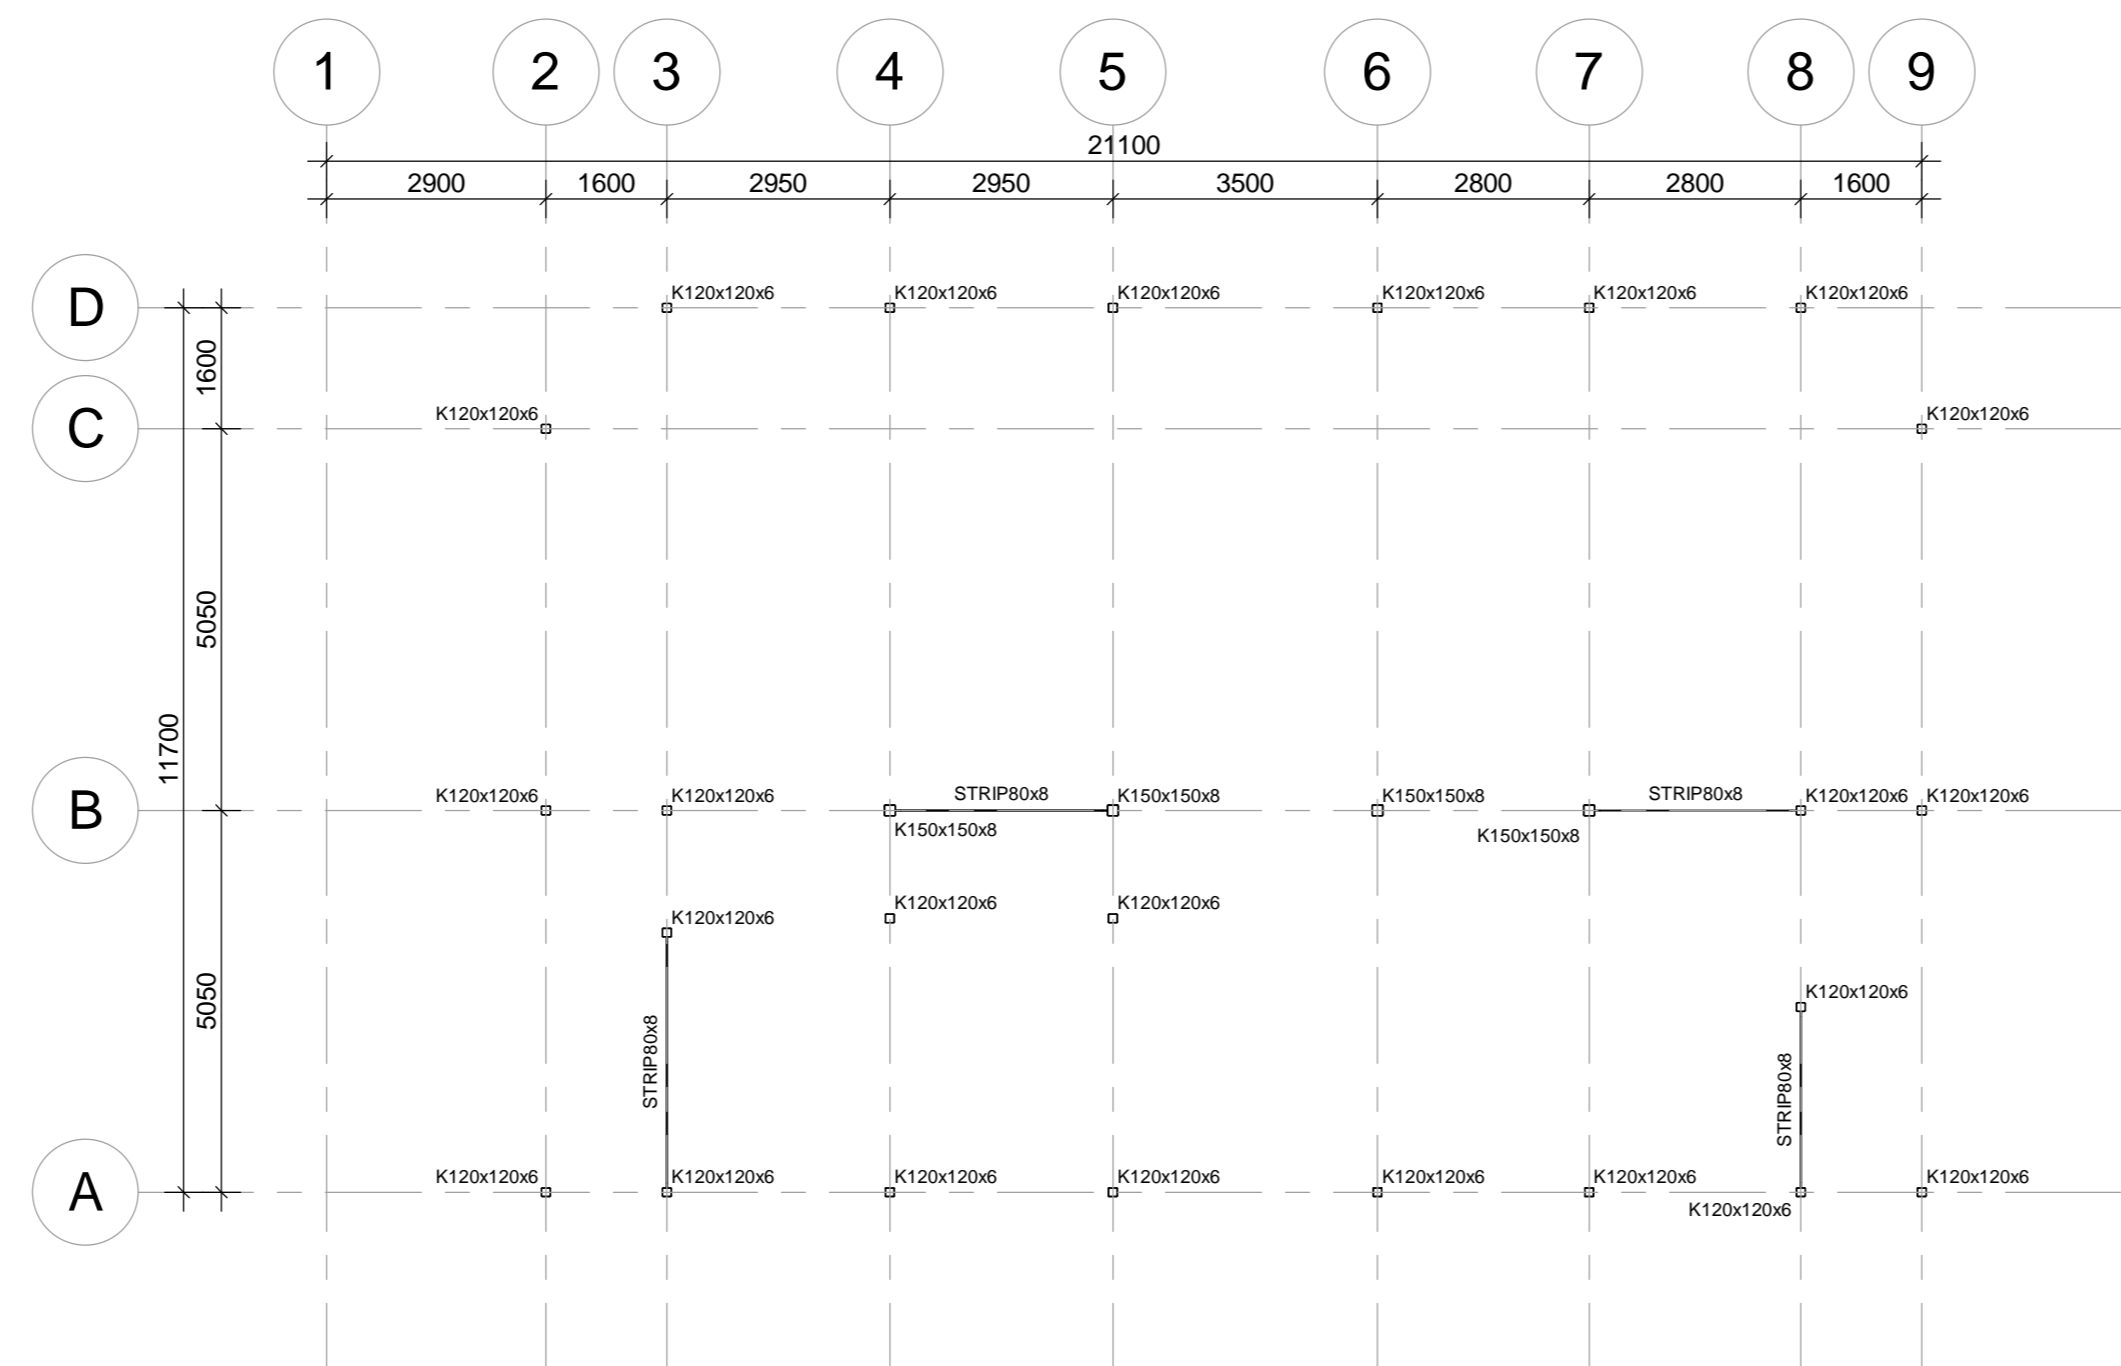 1 2 3 4 5 6 7 8 9
21100
2900 1600 2950 2950 3500 2800 2800 1600
D
K120x120x6 K120x120x6 K120x120x6 K120x120x6 K120x120x6 K120x120x6
1600
C
K120x120x6 K120x120x6
5050
11700
B
K120x120x6 K120x120x6 STRIP80x8 K150x150x8 K150x150x8 STRIP80x8 K120x120x6 K120x120x6
K150x150x8 K150x150x8
K120x120x6 K120x120x6 K120x120x6
5050
K120x120x6
STRIP80x8
STRIP80x8
A
K120x120x6 K120x120x6 K120x120x6 K120x120x6 K120x120x6 K120x120x6 K120x120x6
K120x120x6